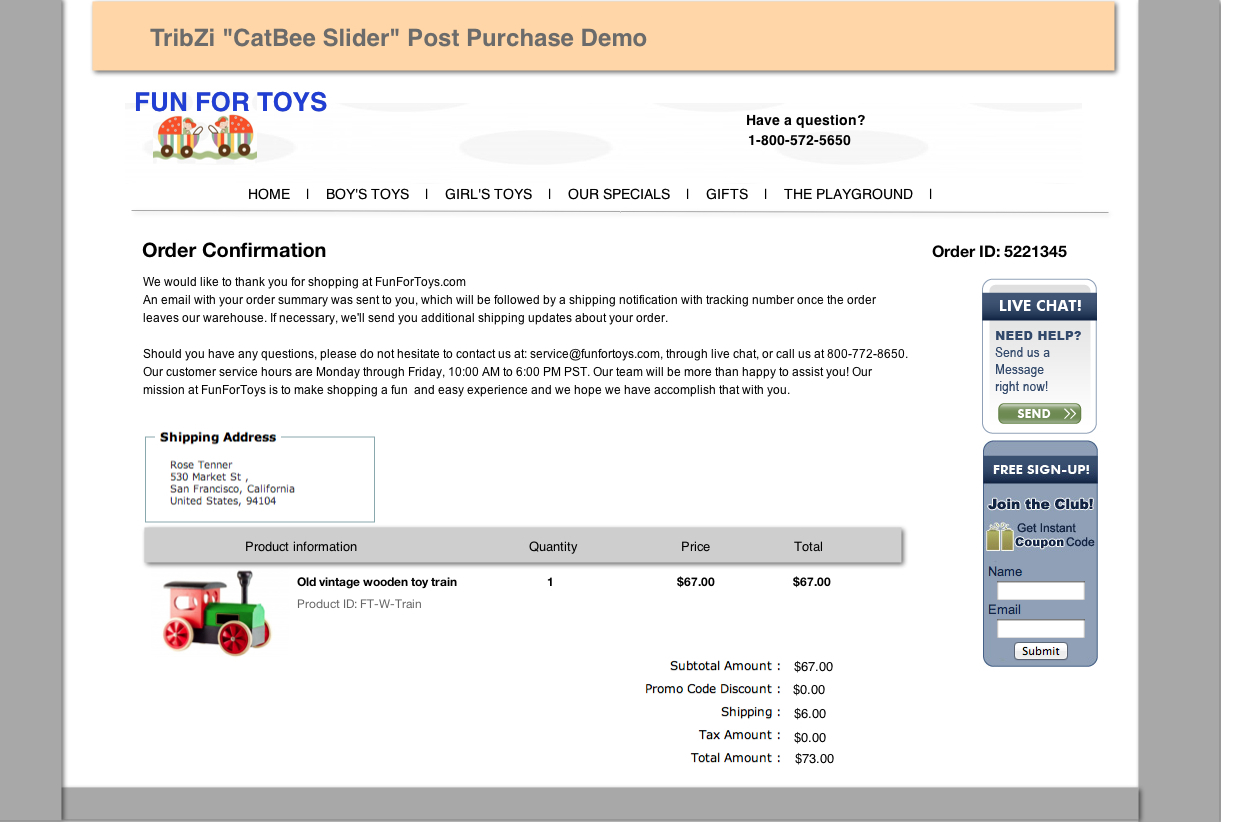 TribZi "CatBee Slider" Post Purchase Demo
FUN FOR TOYS
Have a question?
1-800-572-5650
HOME | BOY'S TOYS | GIRL'S TOYS | OUR SPECIALS | GIFTS | THE PLAYGROUND |
Order Confirmation
Order ID: 5221345
We would like to thank you for shopping at FunForToys.com
An email with your order summary was sent to you, which will be followed by a shipping notification with tracking number once the order
leaves our warehouse. If necessary, we'll send you additional shipping updates about your order.
Should you have any questions, please do not hesitate to contact us at: service@funfortoys.com, through live chat, or call us at 800-772-8650.
Our customer service hours are Monday through Friday, 10:00 AM to 6:00 PM PST. Our team will be more than happy to assist you! Our
mission at FunForToys is to make shopping a fun and easy experience and we hope we have accomplish that with you.
LIVE CHAT!
NEED HELP?
Send us a
Message
right now!
SEND >>
FREE SIGN-UP!
Join the Club!
Get Instant
Coupon Code
Name
Email
Submit
Shipping Address
Rose Tenner
530 Market St ,
San Francisco, California
United States, 94104
Product information Quantity Price Total
Old vintage wooden toy train 1 $67.00 $67.00
Product ID: FT-W-Train
Subtotal Amount : $67.00
Promo Code Discount : $0.00
Shipping : $6.00
Tax Amount : $0.00
Total Amount : $73.00